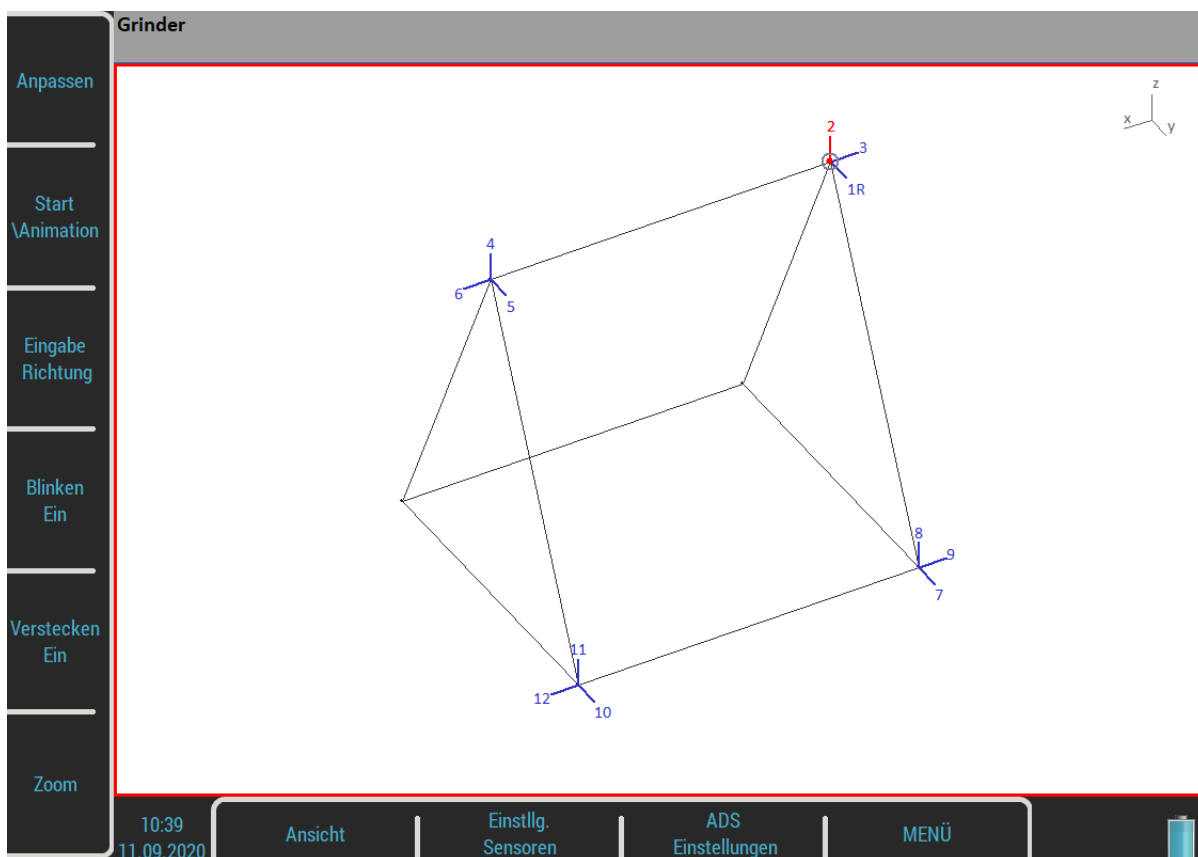 Grinder
Anpassen
Start
\Animation
Eingabe
Richtung
Blinken
Ein
Verstecken
Ein
Zoom
z
x
y
2
3
1R
4
6
5
8
9
7
11
12
10
10:39
11.09.2020
Ansicht
Einstllg.
Sensoren
ADS
Einstellungen
MENÜ